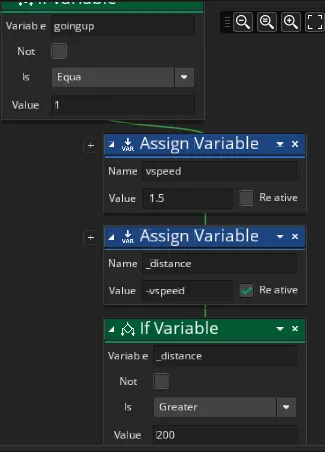 If Variable
Variable goingup
Not
Is Equa
Value 1
Assign Variable
Name vspeed
Value 1.5 Relative
Assign Variable
Name _distance
Value -vspeed Relative
If Variable
Variable _distance
Not
Is Greater
Value 200